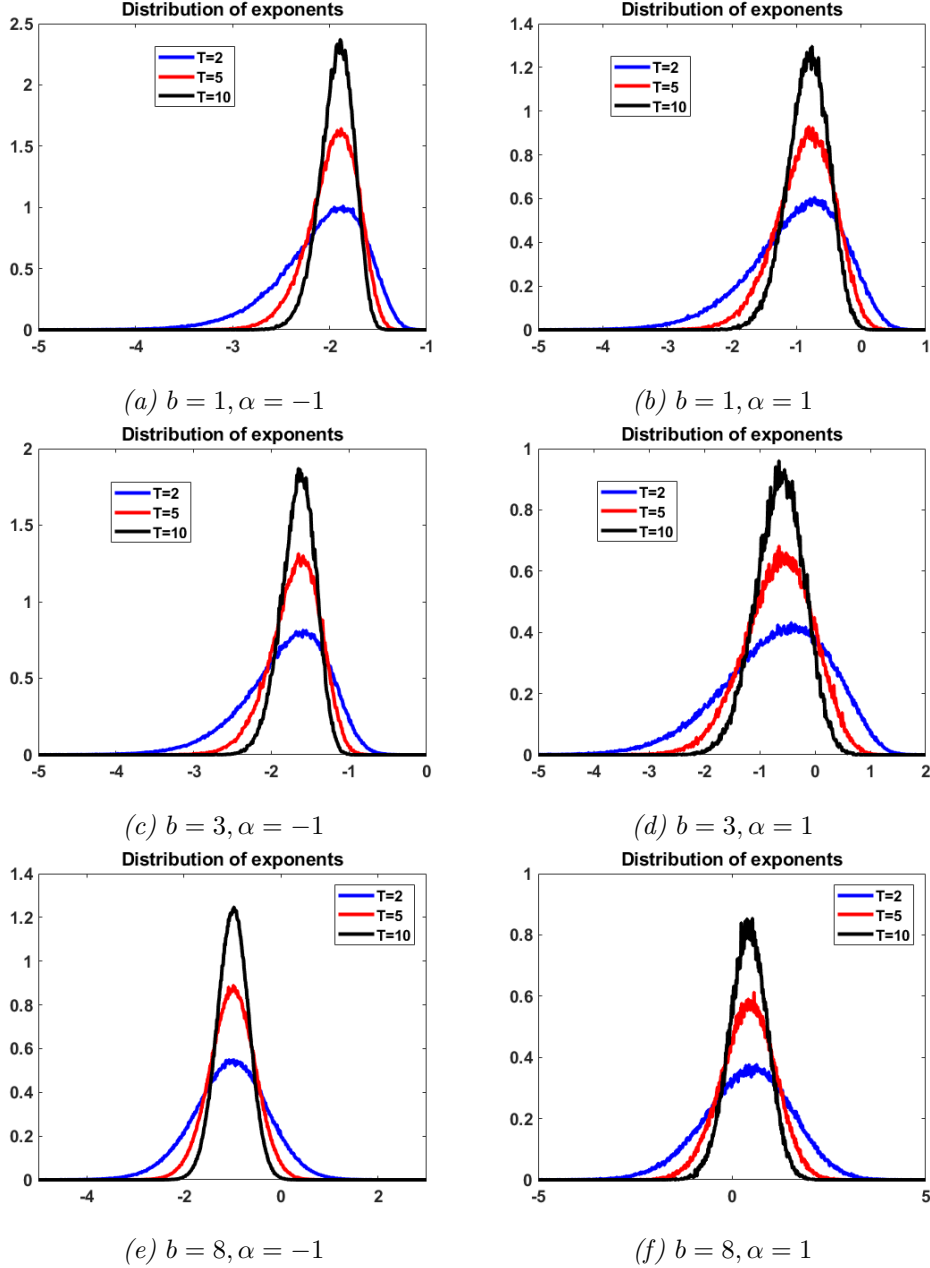 Distribution of exponents
2.5
2
1.5
1
0.5
0
-5 -4 -3 -2 -1
T=2
T=5
T=10
(a) b = 1, α = −1
Distribution of exponents
1.4
1.2
1
0.8
0.6
0.4
0.2
0
-5 -4 -3 -2 -1 0 1
T=2
T=5
T=10
(b) b = 1, α = 1
Distribution of exponents
2
1.5
1
0.5
0
-5 -4 -3 -2 -1 0
T=2
T=5
T=10
(c) b = 3, α = −1
Distribution of exponents
1
0.8
0.6
0.4
0.2
0
-5 -4 -3 -2 -1 0 1 2
T=2
T=5
T=10
(d) b = 3, α = 1
Distribution of exponents
1.4
1.2
1
0.8
0.6
0.4
0.2
0
-4 -2 0 2
T=2
T=5
T=10
(e) b = 8, α = −1
Distribution of exponents
1
0.8
0.6
0.4
0.2
0
-5 0 5
T=2
T=5
T=10
(f) b = 8, α = 1